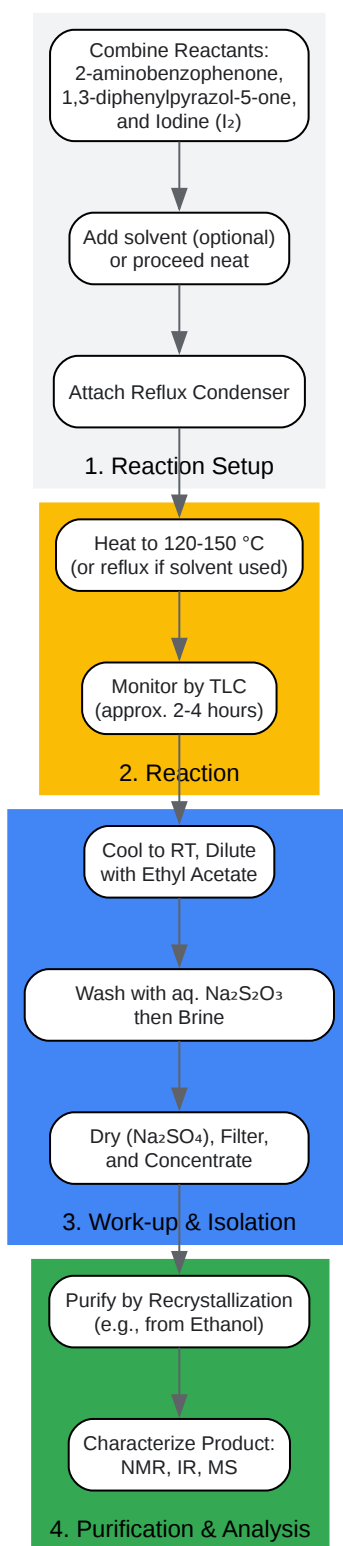 Combine Reactants:
2-aminobenzophenone,
1,3-diphenylpyrazol-5-one,
and Iodine (I₂)
Add solvent (optional)
or proceed neat
Attach Reflux Condenser
1. Reaction Setup
Heat to 120-150 °C
(or reflux if solvent used)
Monitor by TLC
(approx. 2-4 hours)
2. Reaction
Cool to RT, Dilute
with Ethyl Acetate
Wash with aq. Na₂S₂O₃
then Brine
Dry (Na₂SO₄), Filter,
and Concentrate
3. Work-up & Isolation
Purify by Recrystallization
(e.g., from Ethanol)
Characterize Product:
NMR, IR, MS
4. Purification & Analysis